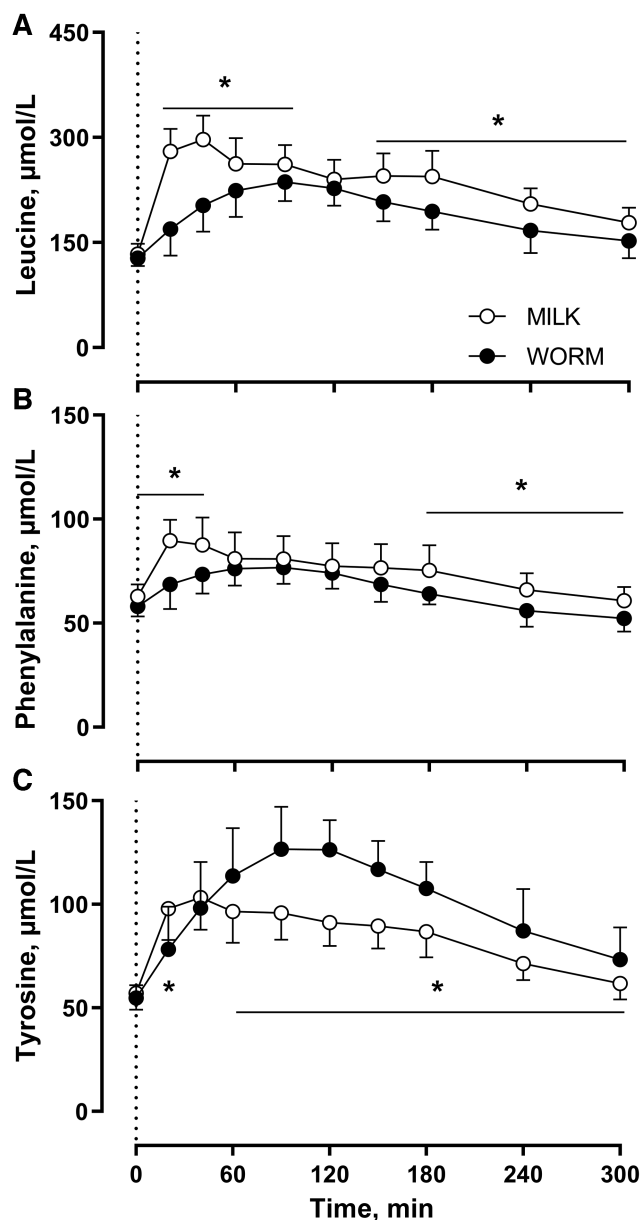 A
Leucine, µmol/L
450
300
150
0
*
*
MILK
WORM
B
Phenylalanine, µmol/L
150
100
50
0
*
*
C
Tyrosine, µmol/L
150
100
50
0
*
*
0 60 120 180 240 300
Time, min